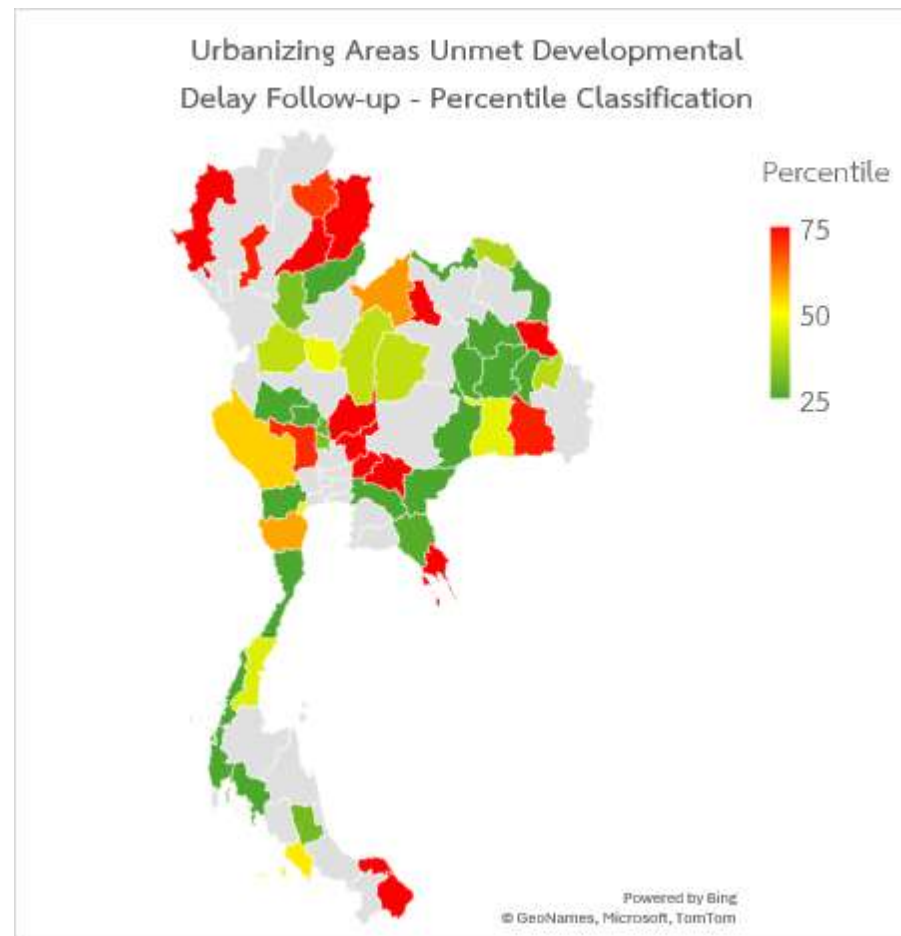 Urbanizing Areas Unmet Developmental
Delay Follow-up - Percentile Classification
Percentile
75
50
25
Powered by Bing
© GeoNames, Microsoft, TomTom